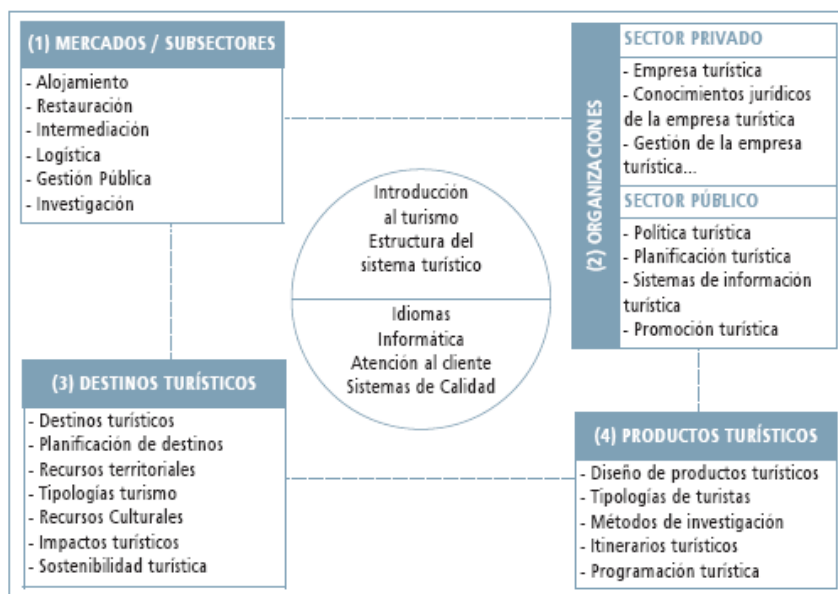 (1) MERCADOS / SUBSECTORES
- Alojamiento
- Restauración
- Intermediación
- Logística
- Gestión Pública
- Investigación
(2) ORGANIZACIONES
SECTOR PRIVADO
- Empresa turística
- Conocimientos jurídicos
de la empresa turística
- Gestión de la empresa
turística...
SECTOR PÚBLICO
- Política turística
- Planificación turística
- Sistemas de información
turística
- Promoción turística
Introducción
al turismo
Estructura del
sistema turístico
Idiomas
Informática
Atención al cliente
Sistemas de Calidad
(3) DESTINOS TURÍSTICOS
- Destinos turísticos
- Planificación de destinos
- Recursos territoriales
- Tipologías turismo
- Recursos Culturales
- Impactos turísticos
- Sostenibilidad turística
(4) PRODUCTOS TURÍSTICOS
- Diseño de productos turísticos
- Tipologías de turistas
- Métodos de investigación
- Itinerarios turísticos
- Programación turística